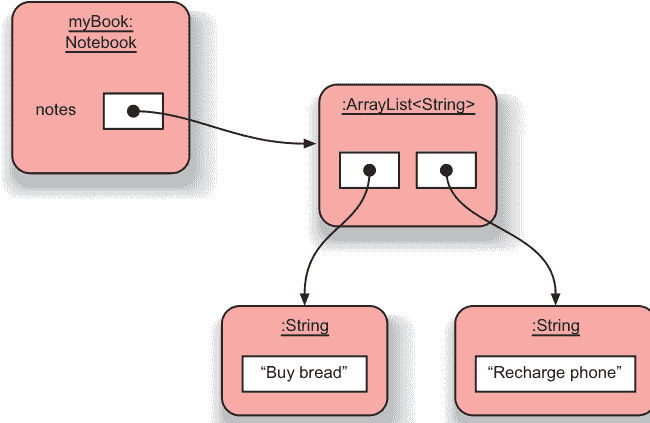 myBook:
Notebook
notes
:ArrayList<String>
:String
“Buy bread”
:String
“Recharge phone”